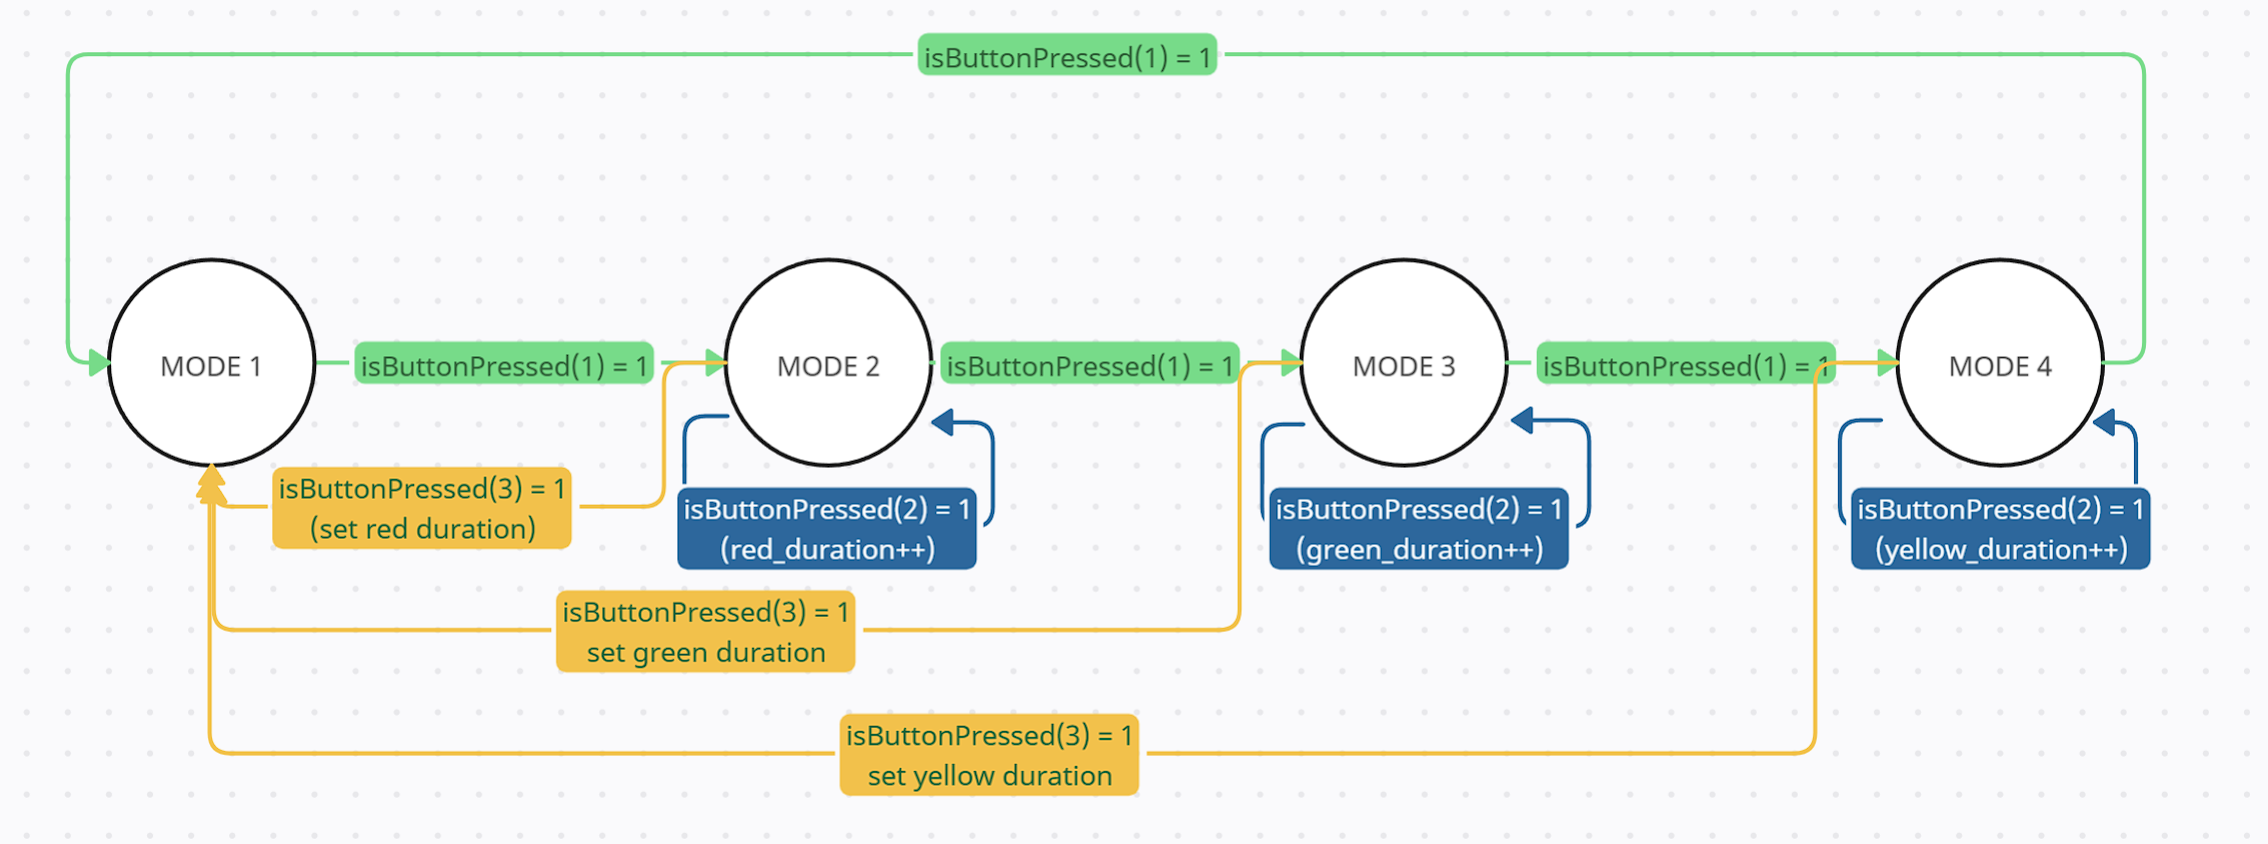 isButtonPressed(1) = 1
MODE 1
isButtonPressed(1) = 1
MODE 2
isButtonPressed(1) = 1
MODE 3
isButtonPressed(1) = 1
MODE 4
isButtonPressed(3) = 1
(set red duration)
isButtonPressed(2) = 1
(red_duration++)
isButtonPressed(2) = 1
(green_duration++)
isButtonPressed(2) = 1
(yellow_duration++)
isButtonPressed(3) = 1
set green duration
isButtonPressed(3) = 1
set yellow duration